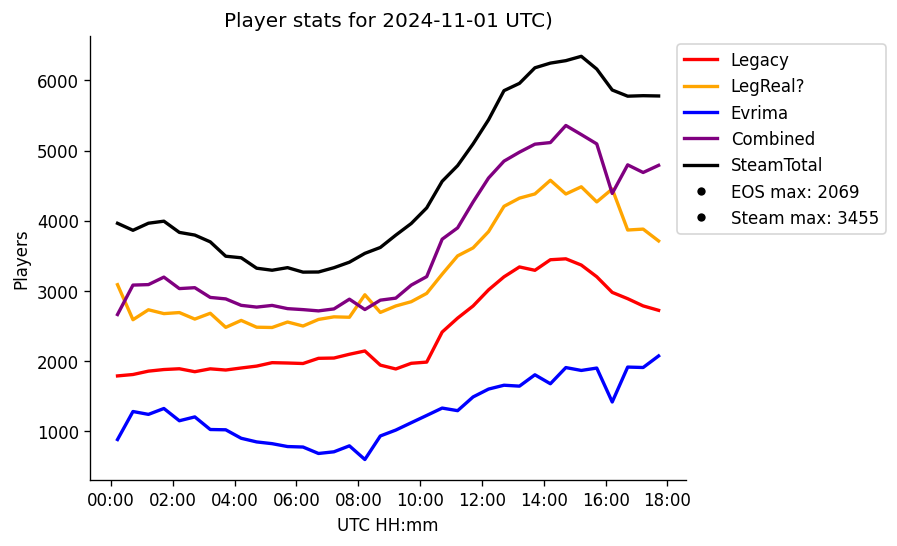 Player stats for 2024-11-01 UTC)
Players
6000
5000
4000
3000
2000
1000
00:00 02:00 04:00 06:00 08:00 10:00 12:00 14:00 16:00 18:00
UTC HH:mm
Legacy
LegReal?
Evrima
Combined
SteamTotal
EOS max: 2069
Steam max: 3455